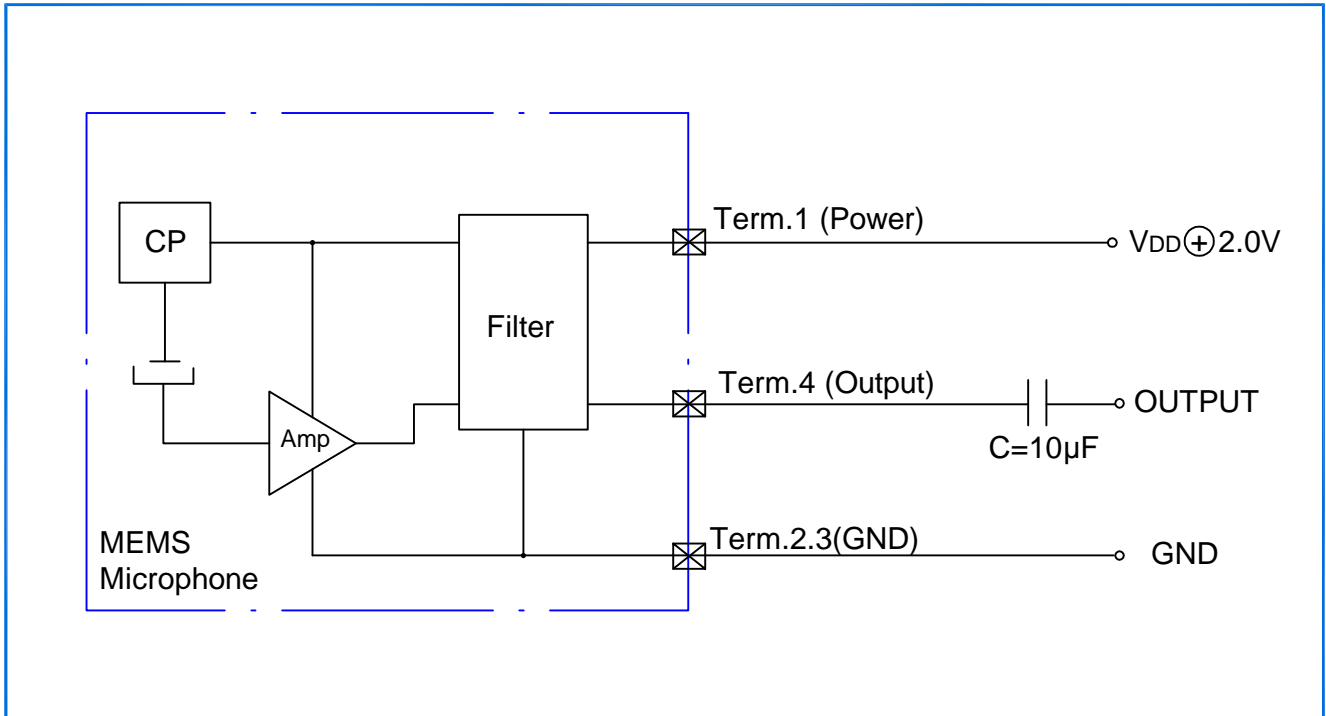 Term.1 (Power)
CP
VDD⊕2.0V
Filter
Term.4 (Output)
OUTPUT
Amp
C=10µF
Term.2.3(GND)
GND
MEMS
Microphone